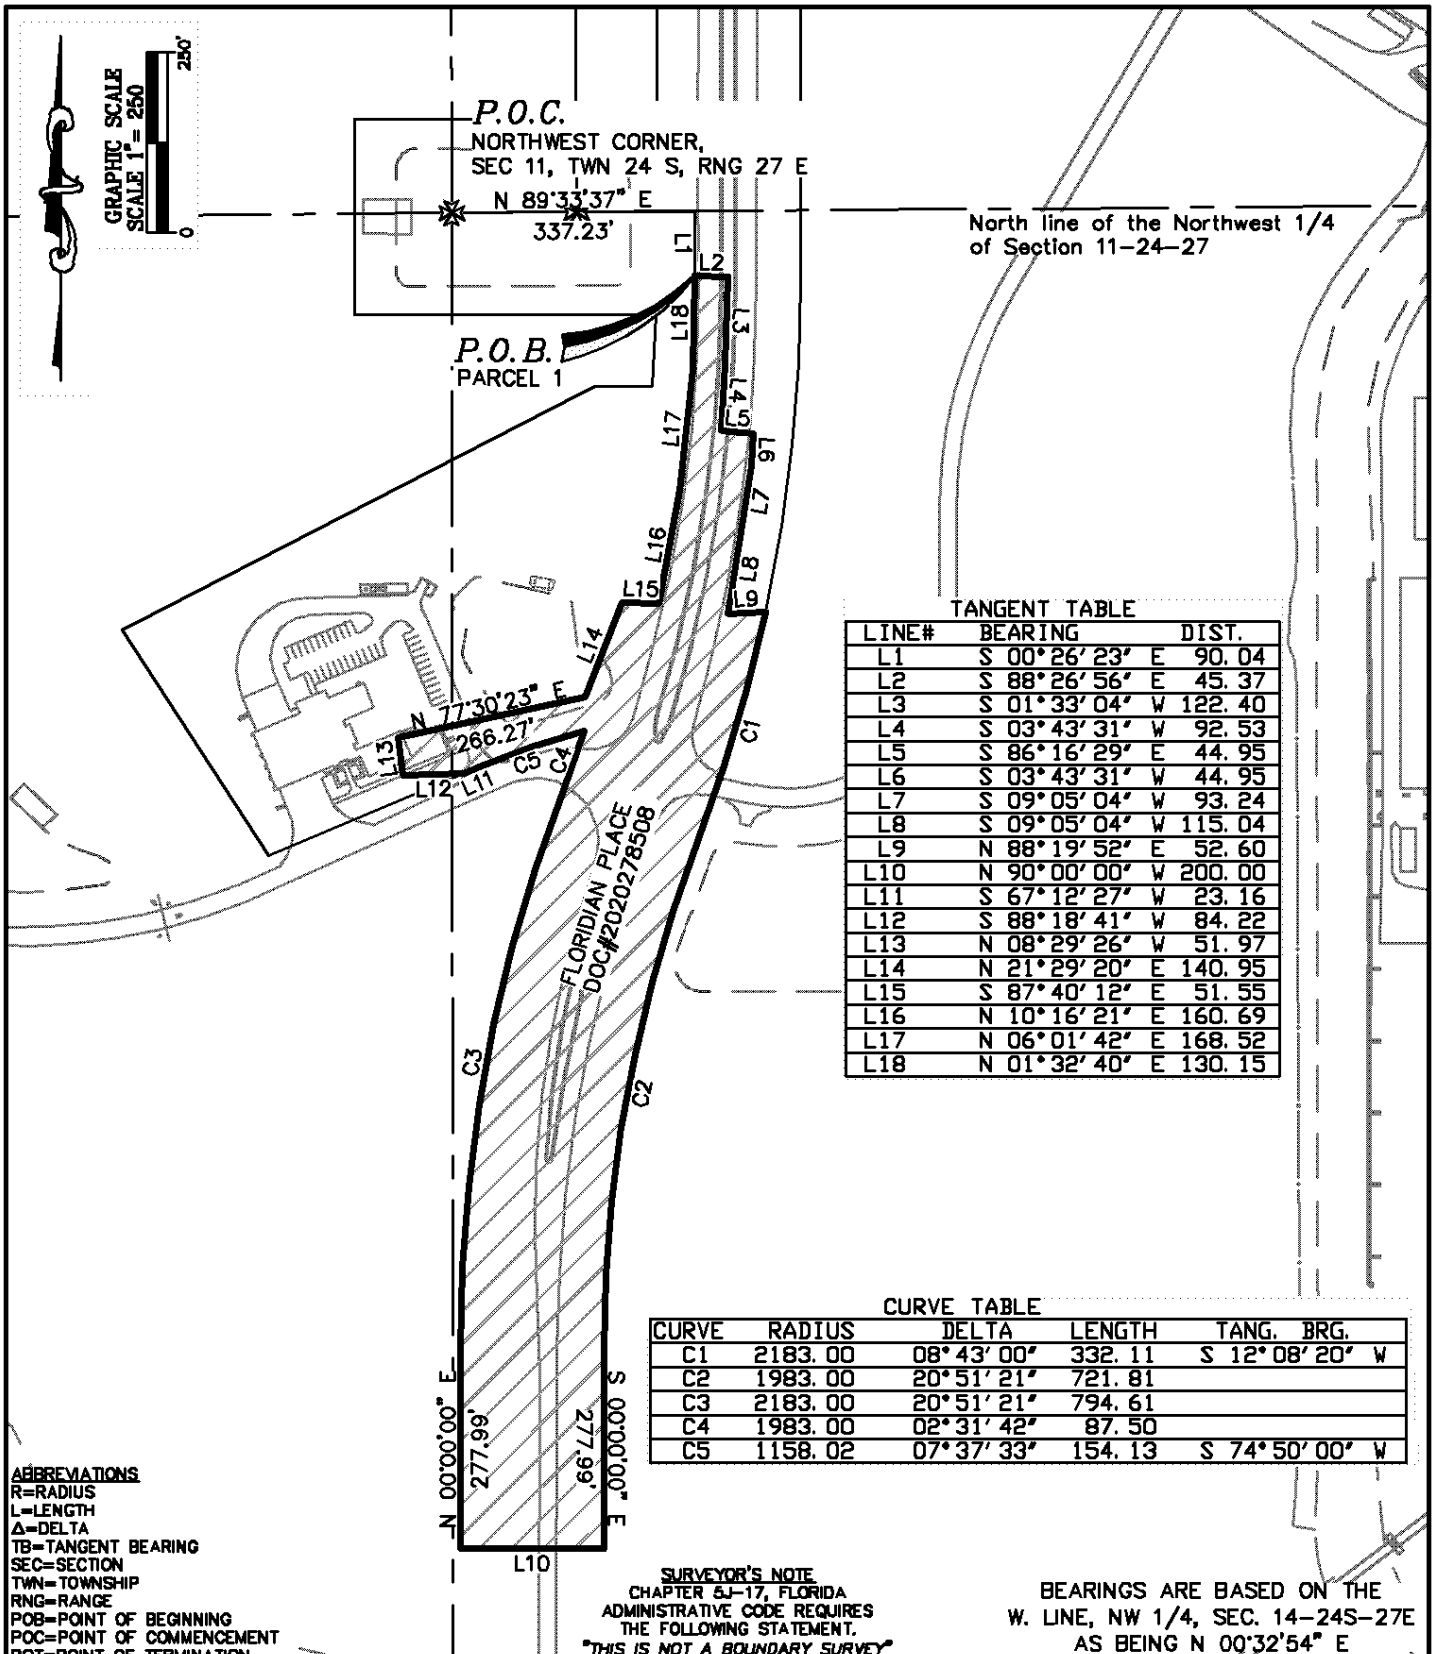 GRAPHIC SCALE
SCALE 1" = 250
0
250'
P.O.C.
NORTHWEST CORNER,
SEC 11, TWN 24 S, RNG 27 E
N 89°33'37" E
337.23'
North line of the Northwest 1/4
of Section 11-24-27
L1
L2
L18
L3
P.O.B.
PARCEL 1
L4
L5
L17
L6
L7
L16
L8
L15
L9
L14
N 77°30'23" E
266.27'
L13
C5
C4
L12
L11
C1
FLORIDIAN PLACE
DOC#2020278508
C3
C2
TANGENT TABLE
LINE# BEARING DIST.
L1 S 00°26'23" E 90.04
L2 S 88°26'56" E 45.37
L3 S 01°33'04" W 122.40
L4 S 03°43'31" W 92.53
L5 S 86°16'29" E 44.95
L6 S 03°43'31" W 44.95
L7 S 09°05'04" W 93.24
L8 S 09°05'04" W 115.04
L9 N 88°19'52" E 52.60
L10 N 90°00'00" W 200.00
L11 S 67°12'27" W 23.16
L12 S 88°18'41" W 84.22
L13 N 08°29'26" W 51.97
L14 N 21°29'20" E 140.95
L15 S 87°40'12" E 51.55
L16 N 10°16'21" E 160.69
L17 N 06°01'42" E 168.52
L18 N 01°32'40" E 130.15
CURVE TABLE
CURVE RADIUS DELTA LENGTH TANG. BRG.
C1 2183.00 08°43'00" 332.11 S 12°08'20" W
C2 1983.00 20°51'21" 721.81
C3 2183.00 20°51'21" 794.61
C4 1983.00 02°31'42" 87.50
C5 1158.02 07°37'33" 154.13 S 74°50'00" W
N 00°00'00" E
277.99'
S 00°00'00" E
277.99'
L10
ABBREVIATIONS
R=RADIUS
L=LENGTH
Δ=DELTA
TB=TANGENT BEARING
SEC=SECTION
TWN=TOWNSHIP
RNG=RANGE
POB=POINT OF BEGINNING
POC=POINT OF COMMENCEMENT
POT=POINT OF TERMINATION
SURVEYOR'S NOTE
CHAPTER 5J-17, FLORIDA
ADMINISTRATIVE CODE REQUIRES
THE FOLLOWING STATEMENT.
"THIS IS NOT A BOUNDARY SURVEY"
BEARINGS ARE BASED ON THE
W. LINE, NW 1/4, SEC. 14-24S-27E
AS BEING N 00°32'54" E